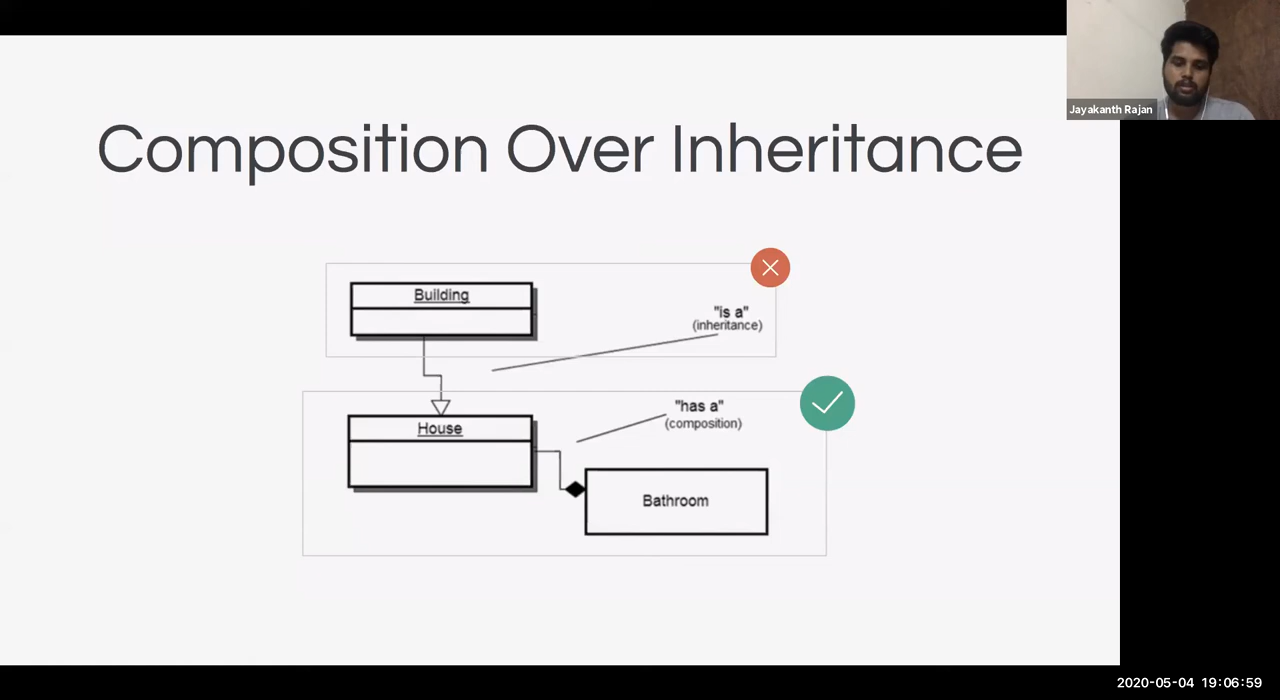 Jayakanth Rajan
Composition Over Inheritance
Building
"is a"
(inheritance)
"has a"
(composition)
House
Bathroom
2020-05-04 19:06:59